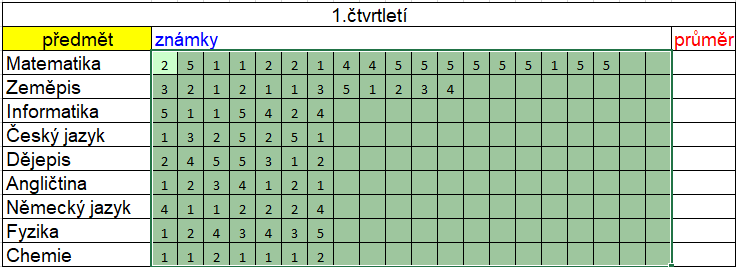 1.čtvrtletí
předmět známky průměr
Matematika 2 5 1 1 2 2 1 4 4 5 5 5 5 5 5 1 5 5
Zeměpis 3 2 1 2 1 1 3 5 1 2 3 4
Informatika 5 1 1 5 4 2 4
Český jazyk 1 3 2 5 2 5 1
Dějepis 2 4 5 5 3 1 2
Angličtina 1 2 3 4 1 2 1
Německý jazyk 4 1 1 2 2 2 4
Fyzika 1 2 4 3 4 3 5
Chemie 1 1 2 1 1 1 2